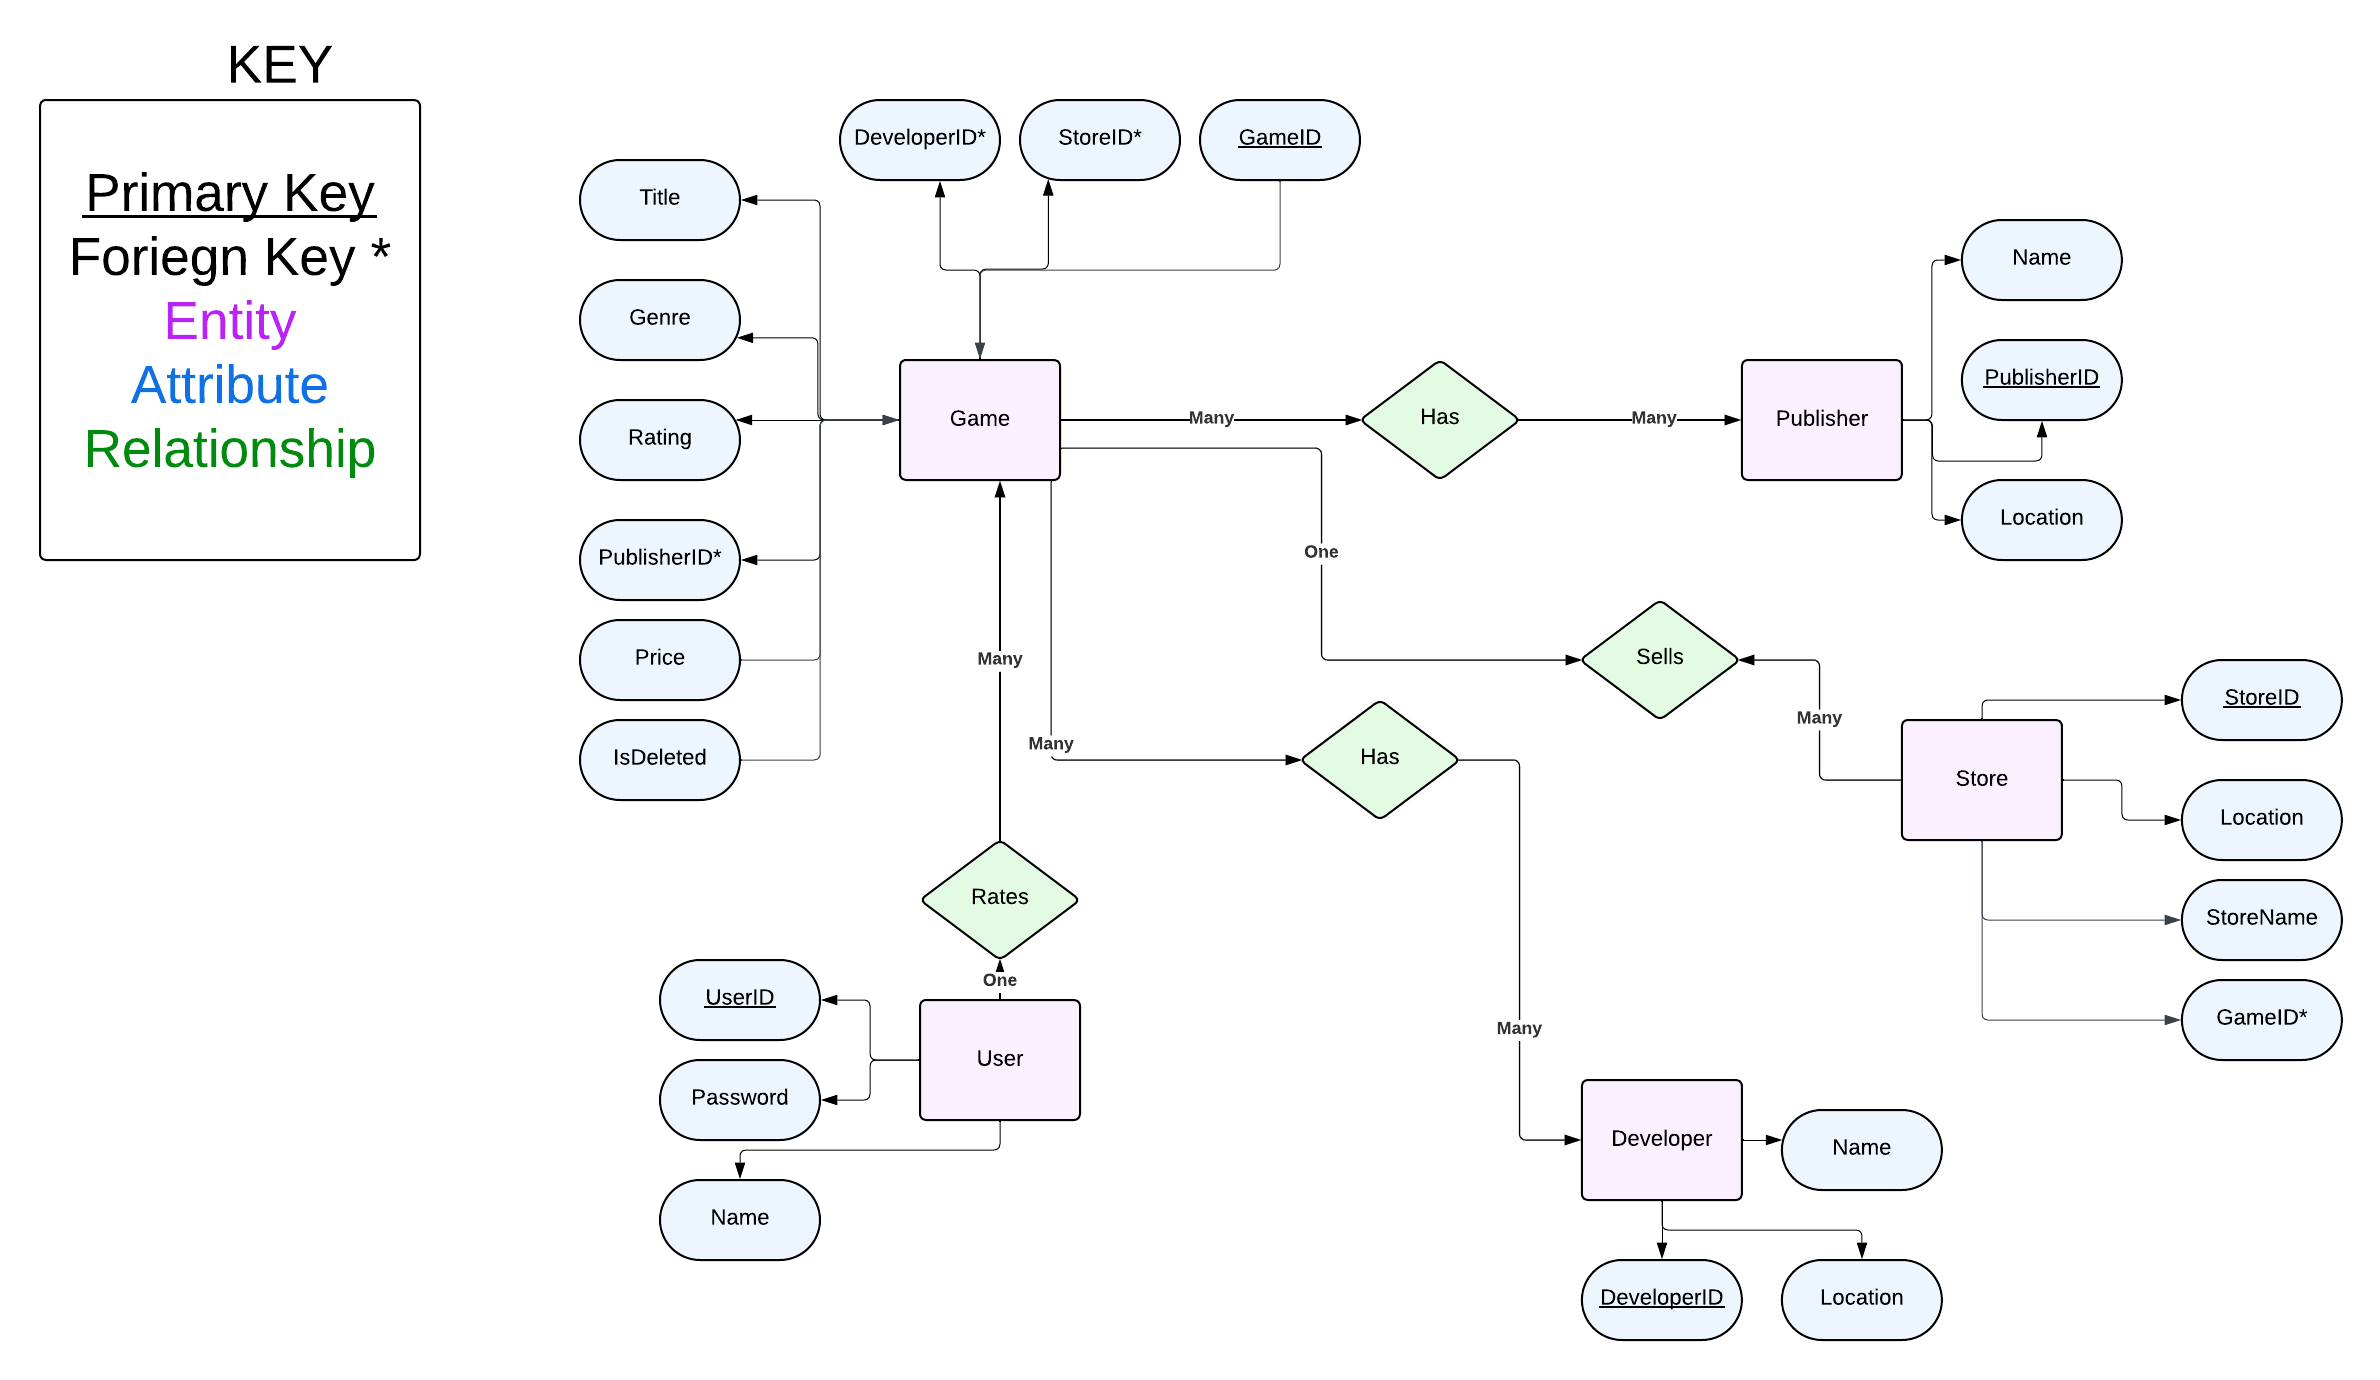 KEY
Primary Key
Foriegn Key *
Entity
Attribute
Relationship
DeveloperID*
StoreID*
GameID
Title
Genre
Rating
PublisherID*
Price
IsDeleted
Game
Many
Has
Many
Publisher
Name
PublisherID
Location
One
Many
Sells
Many
Many
Has
Store
StoreID
Location
StoreName
GameID*
Rates
One
User
UserID
Password
Name
Many
Developer
Name
DeveloperID
Location